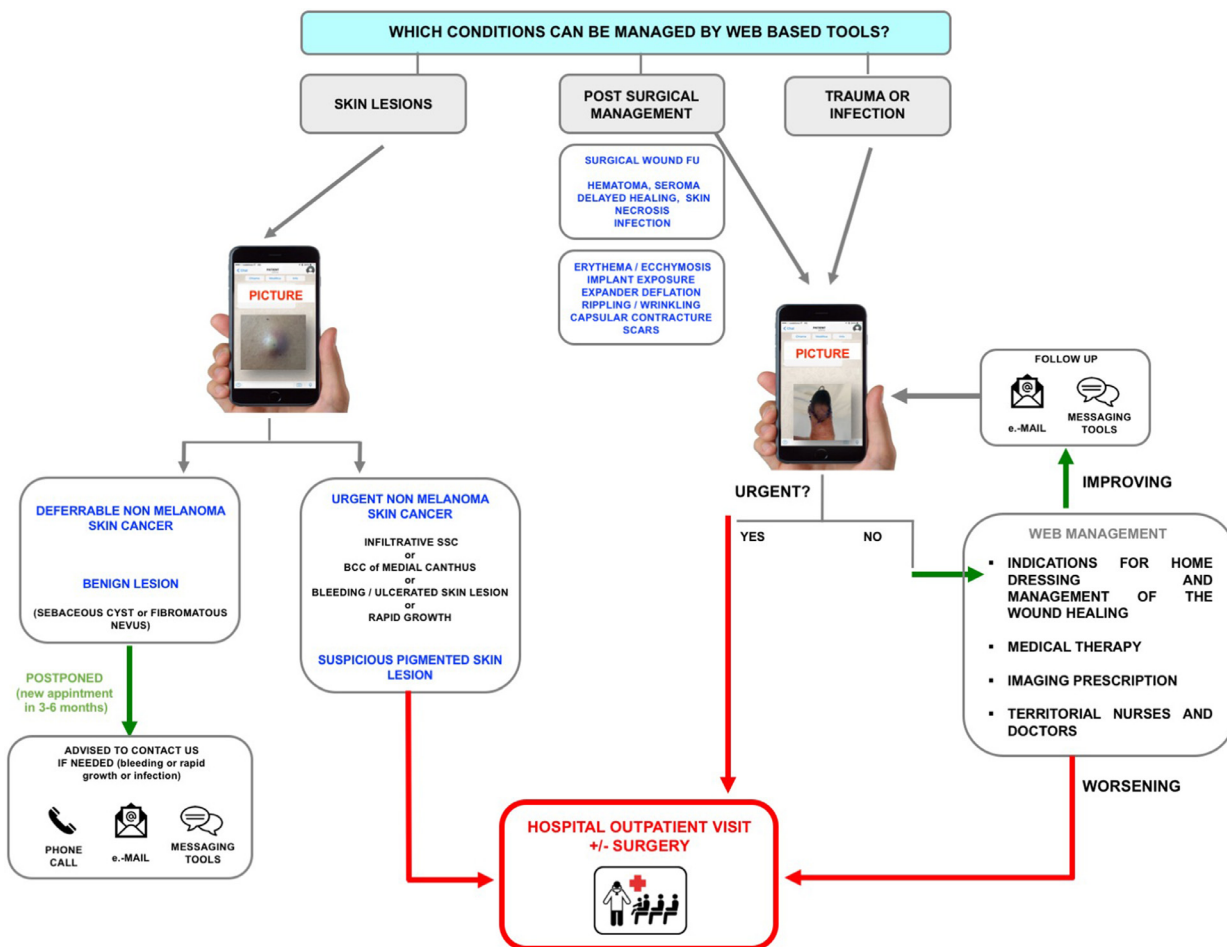 WHICH CONDITIONS CAN BE MANAGED BY WEB BASED TOOLS?
SKIN LESIONS
POST SURGICAL
MANAGEMENT
TRAUMA OR
INFECTION
SURGICAL WOUND FU
HEMATOMA, SEROMA
DELAYED HEALING, SKIN
NECROSIS
INFECTION
ERYTHEMA / ECCHYMOSIS
IMPLANT EXPOSURE
EXPANDER DEFLATION
RIPPLING / WRINKLING
CAPSULAR CONTRACTURE
SCARS
PICTURE
PICTURE
FOLLOW UP
e.-MAIL
MESSAGING
TOOLS
IMPROVING
URGENT?
YES
NO
DEFERRABLE NON MELANOMA
SKIN CANCER
BENIGN LESION
(SEBACEOUS CYST or FIBROMATOUS
NEVUS)
URGENT NON MELANOMA
SKIN CANCER
INFILTRATIVE SSC
or
BCC of MEDIAL CANTHUS
or
BLEEDING / ULCERATED SKIN LESION
or
RAPID GROWTH
SUSPICIOUS PIGMENTED SKIN
LESION
WEB MANAGEMENT
▪ INDICATIONS FOR HOME
DRESSING AND
MANAGEMENT OF THE
WOUND HEALING
▪ MEDICAL THERAPY
▪ IMAGING PRESCRIPTION
▪ TERRITORIAL NURSES AND
DOCTORS
POSTPONED
(new appintment
in 3-6 months)
ADVISED TO CONTACT US
IF NEEDED (bleeding or rapid
growth or infection)
PHONE
CALL
e.-MAIL
MESSAGING
TOOLS
WORSENING
HOSPITAL OUTPATIENT VISIT
+/- SURGERY